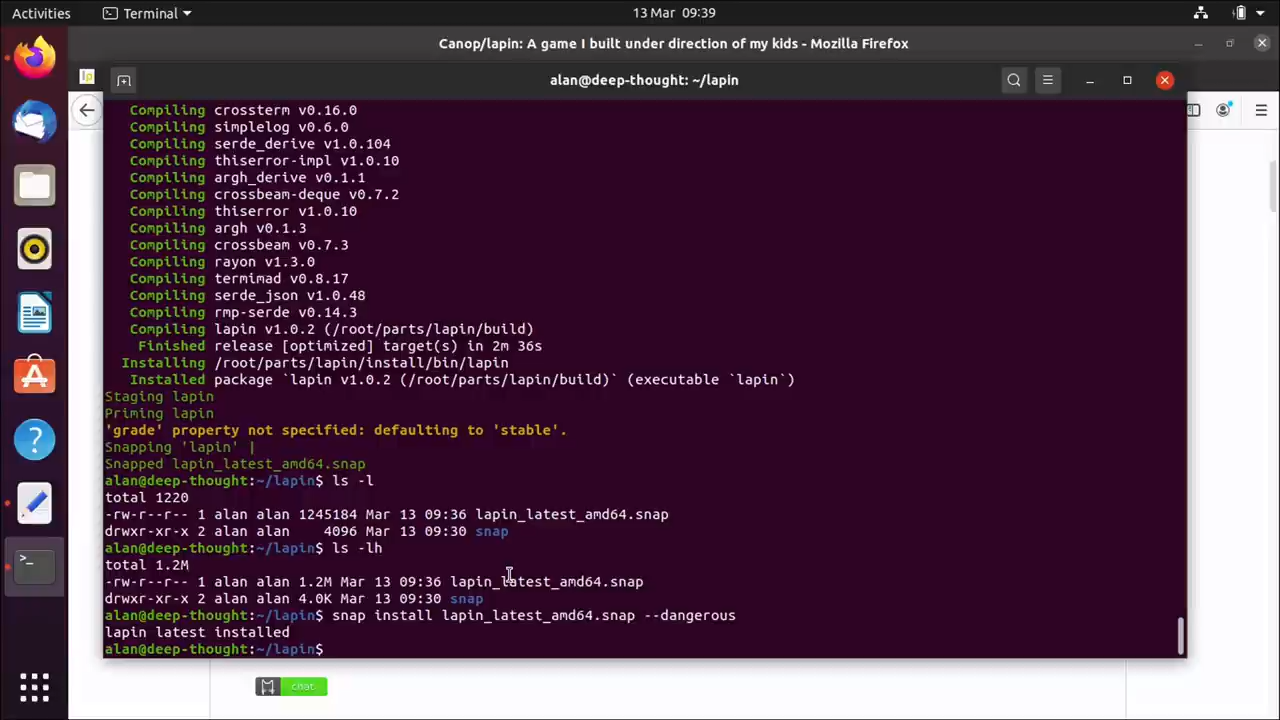 Activities Terminal 13 Mar 09:39
Canop/lapin: A game I built under direction of my kids - Mozilla Firefox
alan@deep-thought: ~/lapin
Compiling crossterm v0.16.0
Compiling simplelog v0.6.0
Compiling serde_derive v1.0.104
Compiling thiserror-impl v1.0.10
Compiling argh_derive v0.1.1
Compiling crossbeam-deque v0.7.2
Compiling thiserror v1.0.10
Compiling argh v0.1.3
Compiling crossbeam v0.7.3
Compiling rayon v1.3.0
Compiling termimad v0.8.17
Compiling serde_json v1.0.48
Compiling rmp-serde v0.14.3
Compiling lapin v1.0.2 (/root/parts/lapin/build)
Finished release [optimized] target(s) in 2m 36s
Installing /root/parts/lapin/install/bin/lapin
Installed package `lapin v1.0.2 (/root/parts/lapin/build)` (executable `lapin`)
Staging lapin
Priming lapin
'grade' property not specified: defaulting to 'stable'.
Snapping 'lapin' |
Snapped lapin_latest_amd64.snap
alan@deep-thought:~/lapin$ ls -l
total 1220
-rw-r--r-- 1 alan alan 1245184 Mar 13 09:36 lapin_latest_amd64.snap
drwxr-xr-x 2 alan alan    4096 Mar 13 09:30 snap
alan@deep-thought:~/lapin$ ls -lh
total 1.2M
-rw-r--r-- 1 alan alan 1.2M Mar 13 09:36 lapin_latest_amd64.snap
drwxr-xr-x 2 alan alan 4.0K Mar 13 09:30 snap
alan@deep-thought:~/lapin$ snap install lapin_latest_amd64.snap --dangerous
lapin latest installed
alan@deep-thought:~/lapin$
chat